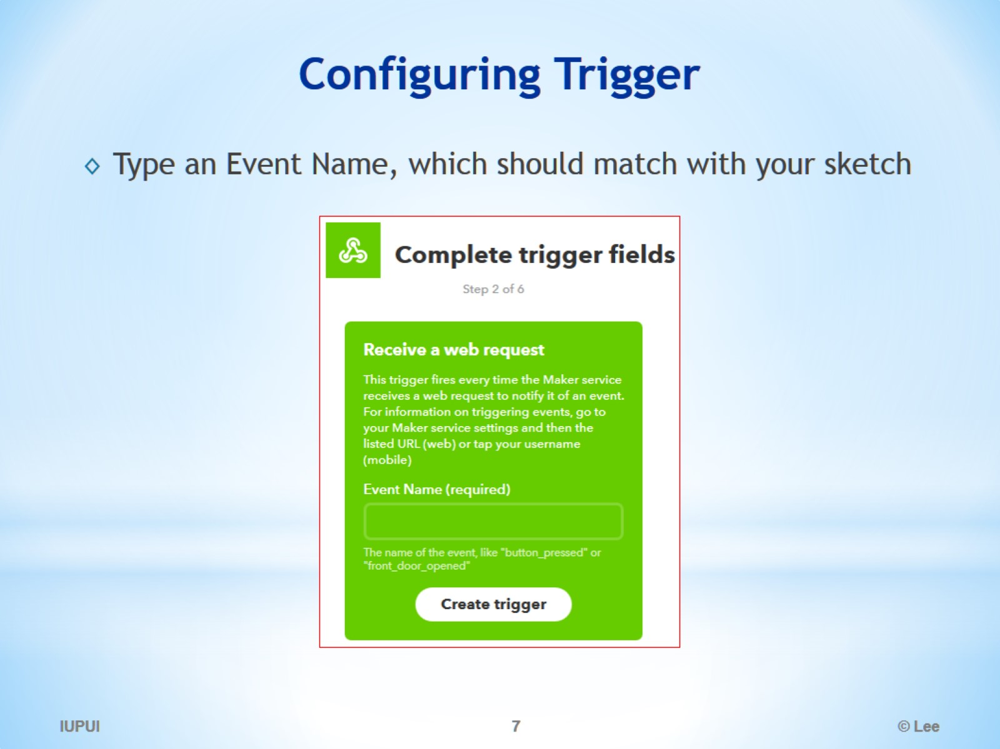 Configuring Trigger
Type an Event Name, which should match with your sketch
Complete trigger fields
Step 2 of 6
Receive a web request
This trigger fires every time the Maker service
receives a web request to notify it of an event.
For information on triggering events, go to
your Maker service settings and then the
listed URL (web) or tap your username
(mobile)
Event Name (required)
The name of the event, like "button_pressed" or
"front_door_opened"
Create trigger
IUPUI
7
© Lee